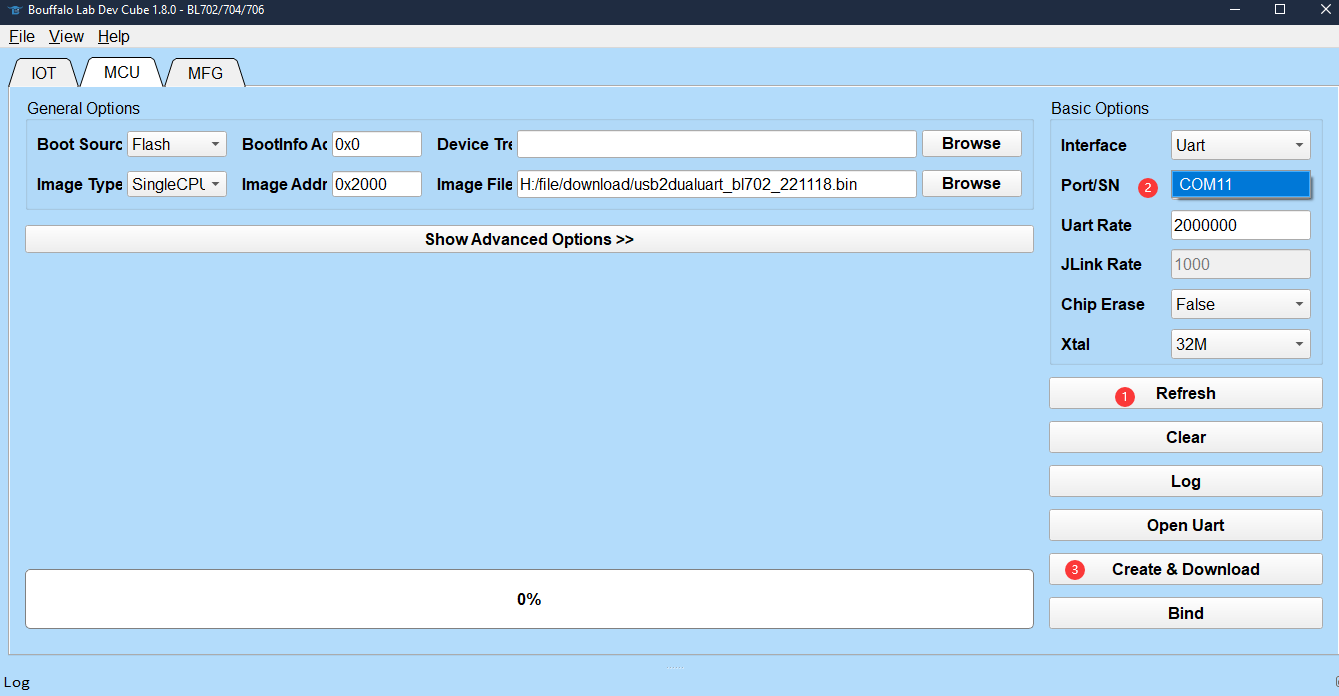 Bouffalo Lab Dev Cube 1.8.0 - BL702/704/706
File View Help
IOT MCU MFG
General Options
Boot Sourc Flash BootInfo Ac 0x0 Device Tre Browse
Image Type SingleCPU Image Addr 0x2000 Image File H:/file/download/usb2dualuart_bl702_221118.bin Browse
Show Advanced Options >>
0%
Basic Options
Interface Uart
Port/SN 2 COM11
Uart Rate 2000000
JLink Rate 1000
Chip Erase False
Xtal 32M
1 Refresh
Clear
Log
Open Uart
3 Create & Download
Bind
Log